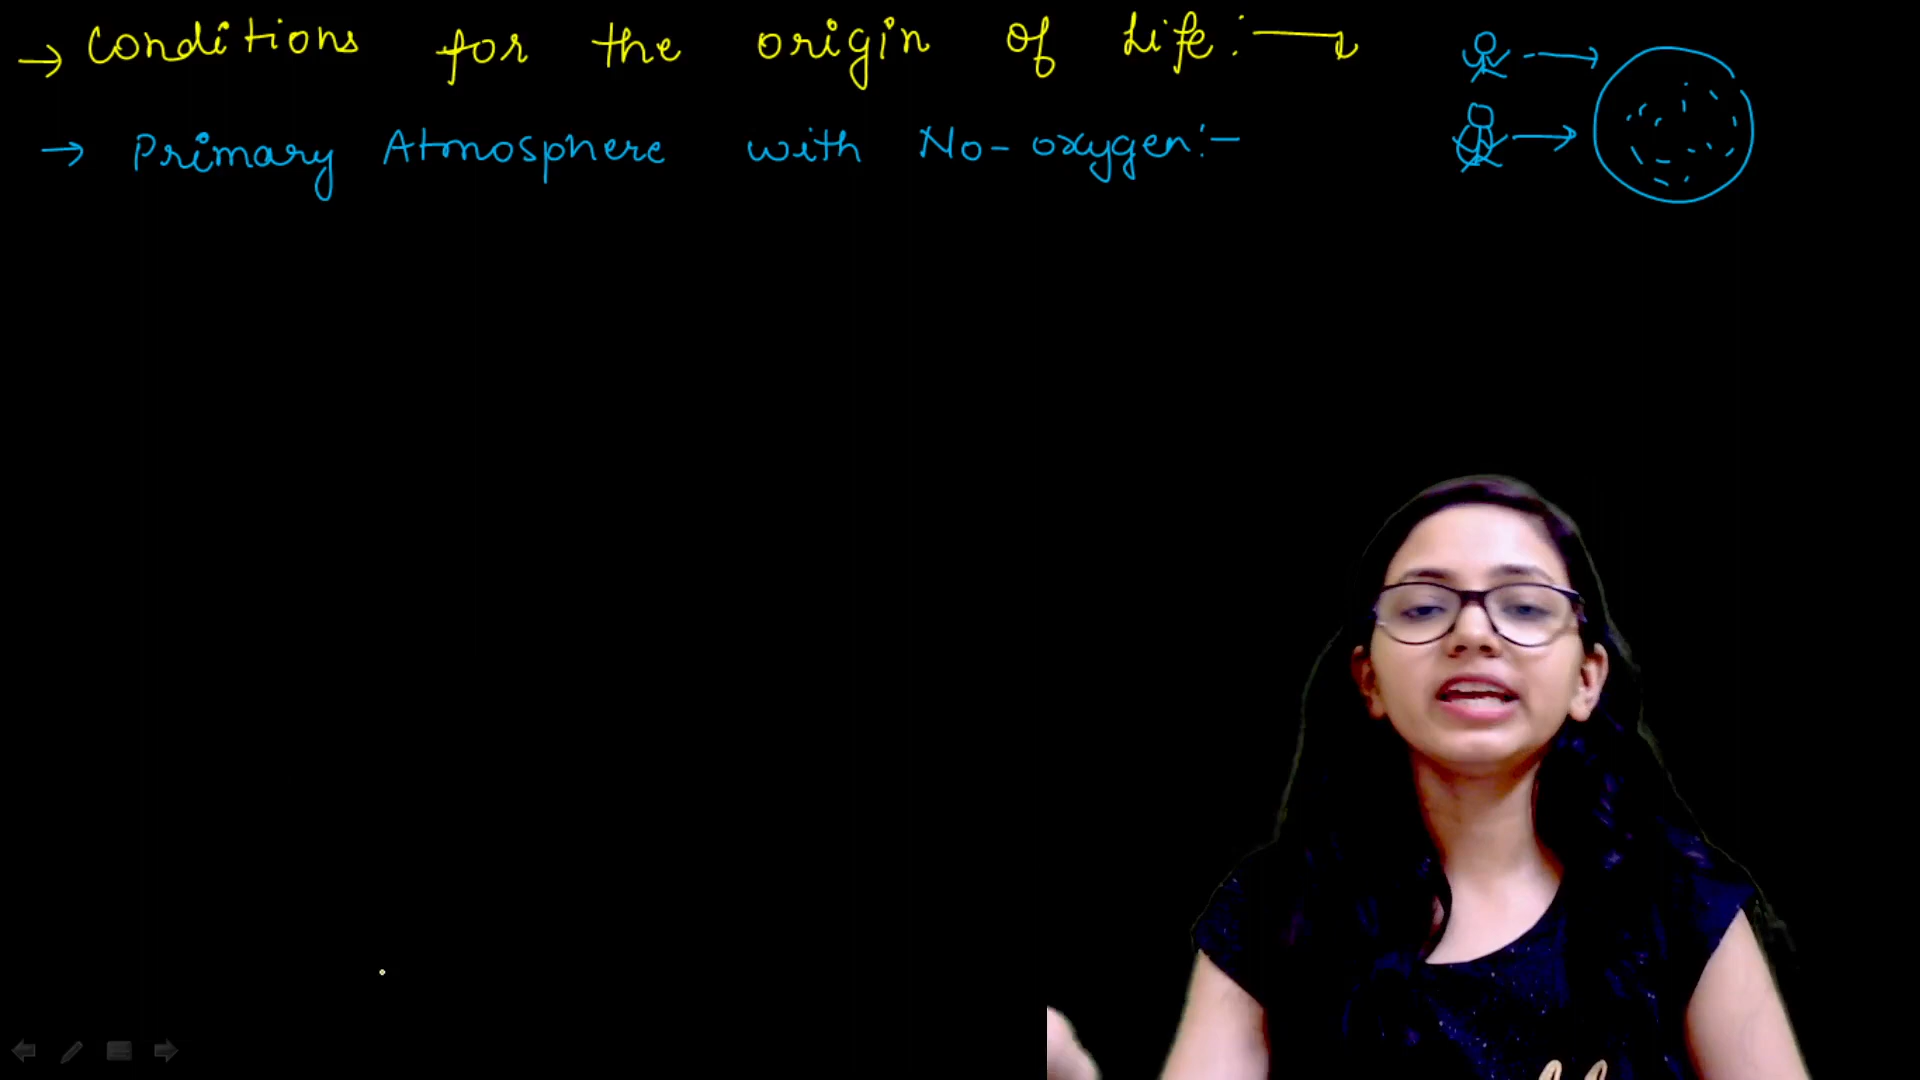 → Conditions for the origin of Life:→
→ Primary Atmosphere with No-oxygen:-